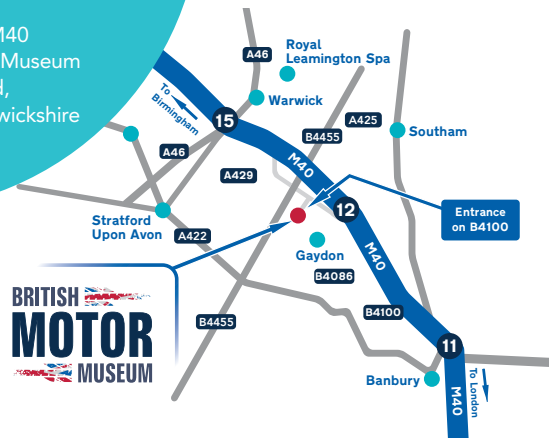 M40
Museum
d,
wickshire
A46
Royal
Leamington Spa
To
Birmingham
Warwick
15
A425
B4455
Southam
A46
M40
A429
12
Entrance
on B4100
Stratford
Upon Avon
A422
Gaydon
M40
B4086
BRITISH
MOTOR
MUSEUM
B4455
B4100
11
Banbury
To London
M40